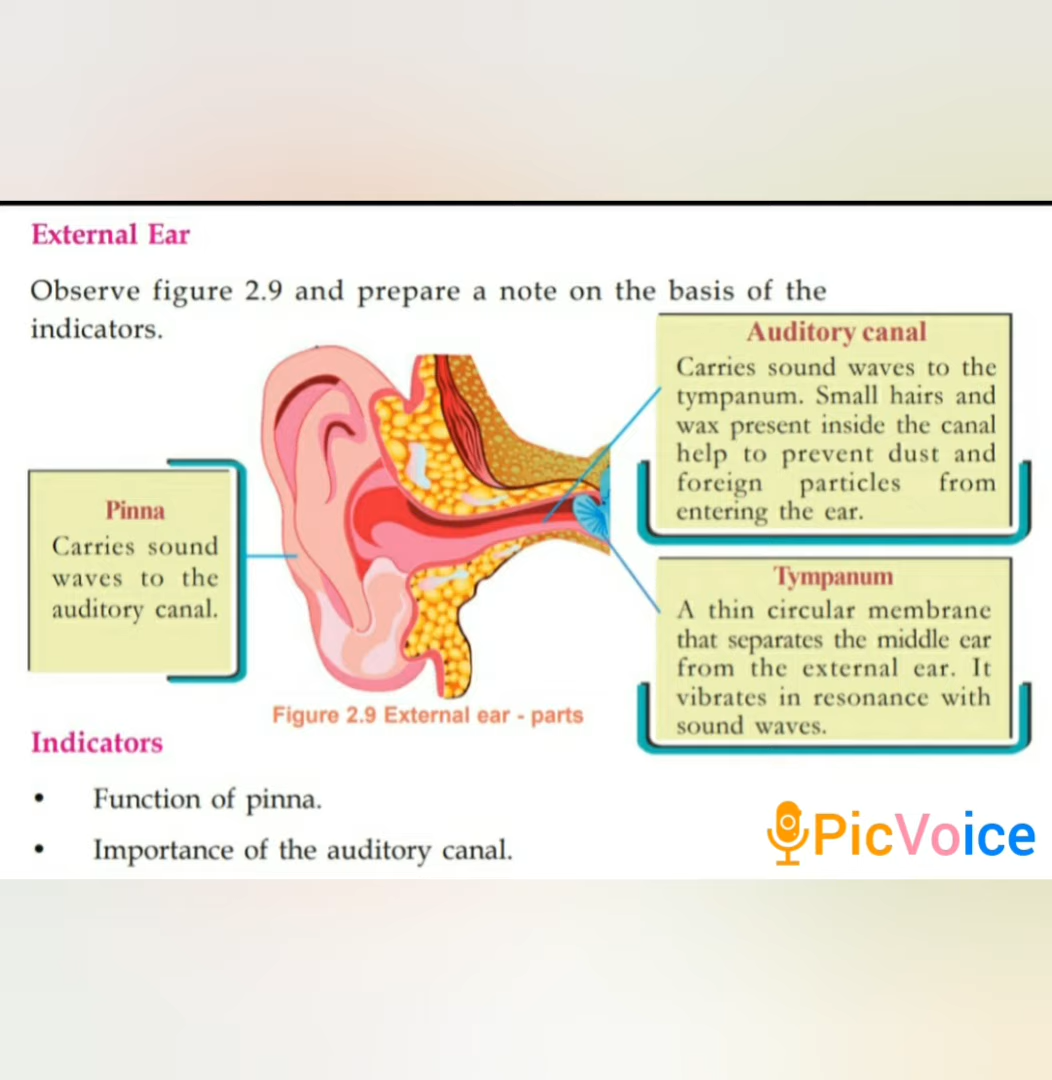 External Ear
Observe figure 2.9 and prepare a note on the basis of the
indicators.
Auditory canal
Carries sound waves to the
tympanum. Small hairs and
wax present inside the canal
help to prevent dust and
foreign particles from
entering the ear.
Pinna
Carries sound
waves to the
auditory canal.
Tympanum
A thin circular membrane
that separates the middle ear
from the external ear. It
vibrates in resonance with
sound waves.
Figure 2.9 External ear - parts
Indicators
• Function of pinna.
• Importance of the auditory canal.
PicVoice